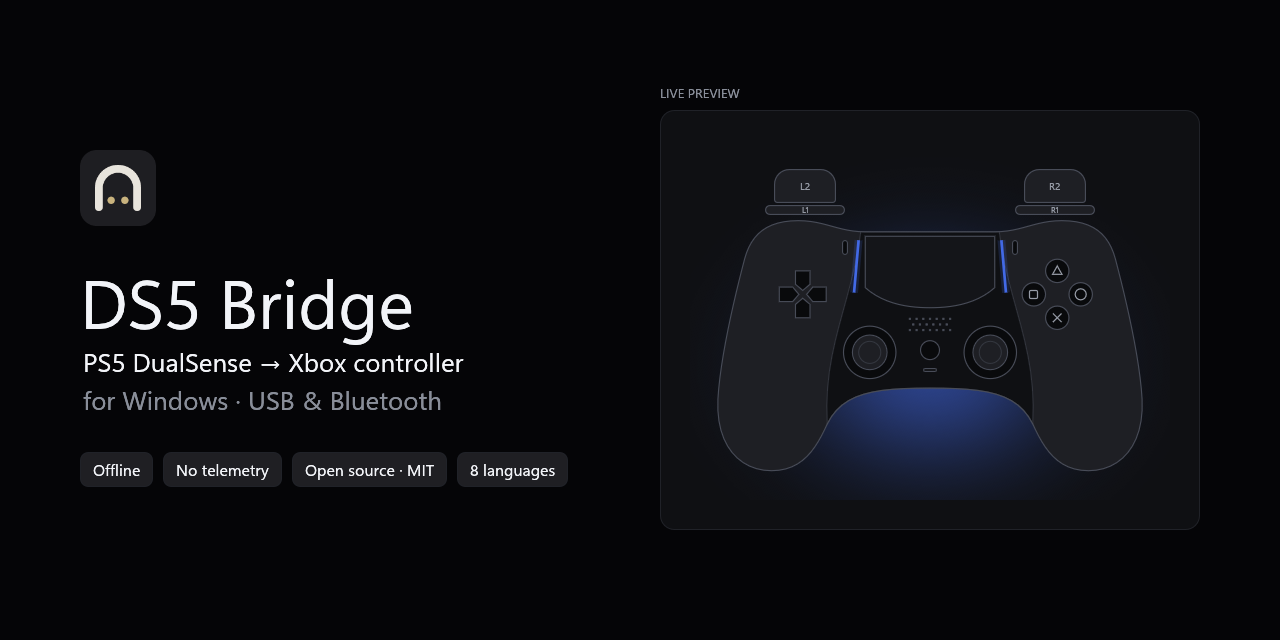 DS5 Bridge
PS5 DualSense → Xbox controller
for Windows · USB & Bluetooth
Offline
No telemetry
Open source · MIT
8 languages
LIVE PREVIEW
L2
R2
L1
R1